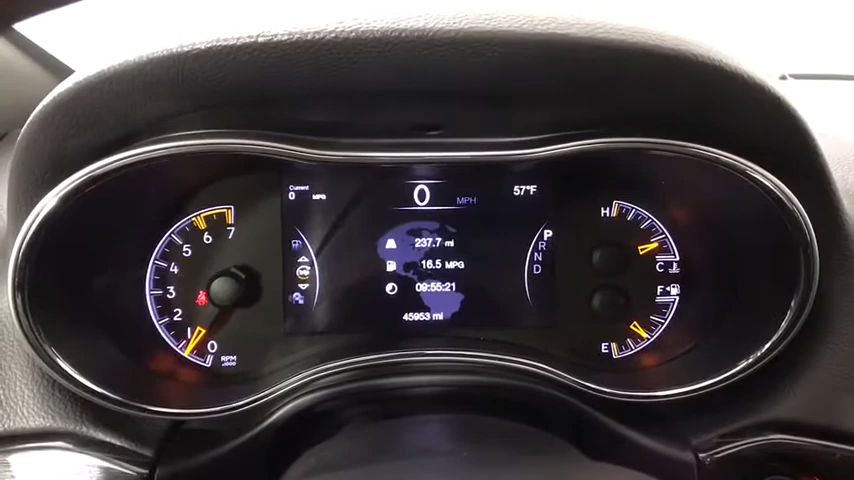 Current
0 MPG
0 MPH
57°F
237.7 mi
16.5 MPG
09:55:21
45953 mi
P
R
N
D
7
6
5
4
3
2
1
0
RPM
H
C
F
E